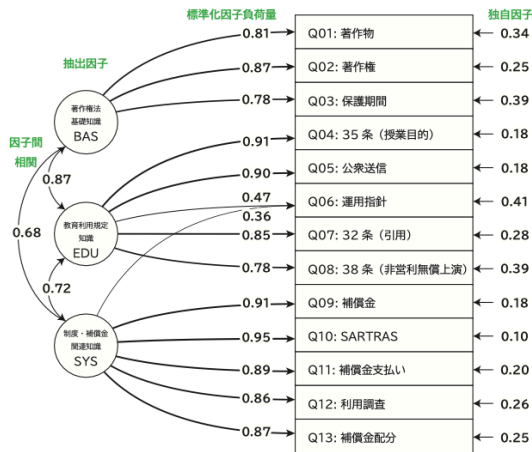 標準化因子負荷量
独自因子
抽出因子
因子間
相関
著作権法
基礎知識
BAS
教育利用規定
知識
EDU
制度・補償金
関連知識
SYS
0.87
0.68
0.72
0.81 Q01: 著作物 0.34
0.87 Q02: 著作権 0.25
0.78 Q03: 保護期間 0.39
0.91 Q04: 35 条（授業目的） 0.18
0.90 Q05: 公衆送信 0.18
0.47
0.36
Q06: 運用指針 0.41
0.85 Q07: 32 条（引用） 0.28
0.78 Q08: 38 条（非営利無償上演） 0.39
0.91 Q09: 補償金 0.18
0.95 Q10: SARTRAS 0.10
0.89 Q11: 補償金支払い 0.20
0.86 Q12: 利用調査 0.26
0.87 Q13: 補償金配分 0.25